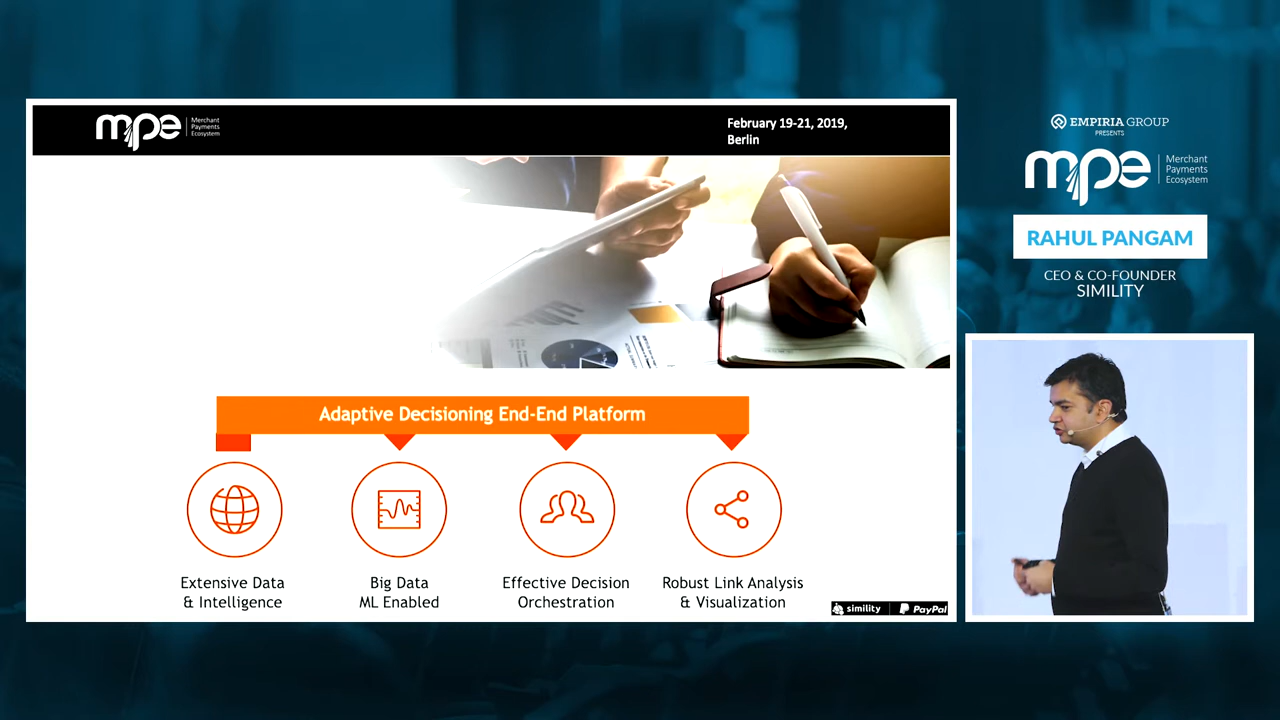 mpe
Merchant
Payments
Ecosystem
February 19-21, 2019,
Berlin
Adaptive Decisioning End-End Platform
Extensive Data
& Intelligence
Big Data
ML Enabled
Effective Decision
Orchestration
Robust Link Analysis
& Visualization
simility
PayPal
EMPIRIA GROUP
PRESENTS
mpe
Merchant
Payments
Ecosystem
RAHUL PANGAM
CEO & CO-FOUNDER
SIMILITY